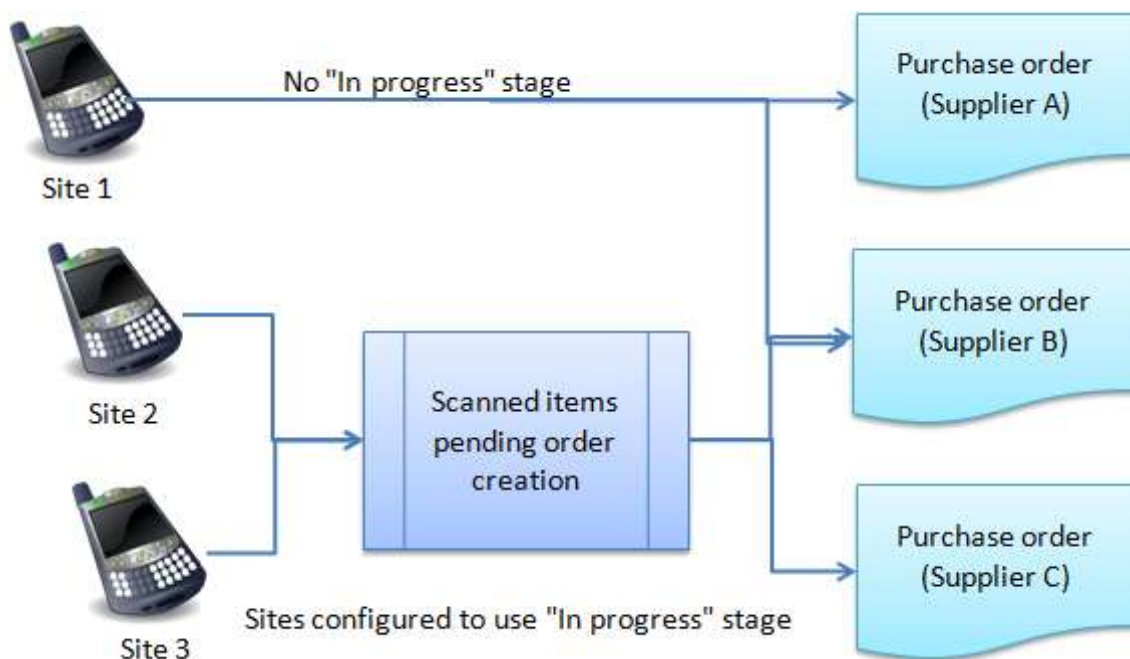 Purchase order
(Supplier A)
No "In progress" stage
Site 1
Purchase order
(Supplier B)
Scanned items
pending order
creation
Site 2
Purchase order
(Supplier C)
Sites configured to use "In progress" stage
Site 3